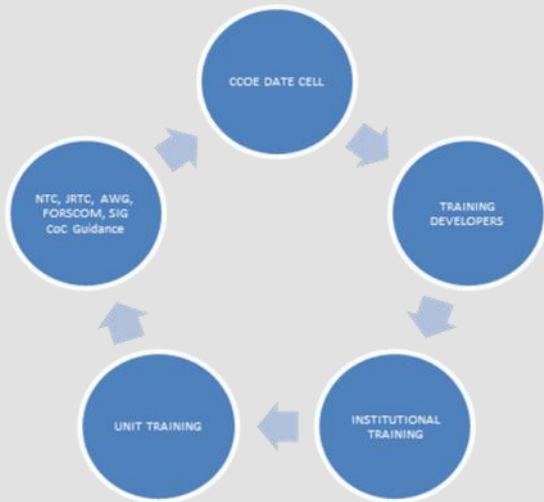 CCOE DATE CELL
TRAINING
DEVELOPERS
INSTITUTIONAL
TRAINING
UNIT TRAINING
NTC, JRTC, AWG,
FORSCOM, SIG
CoC Guidance